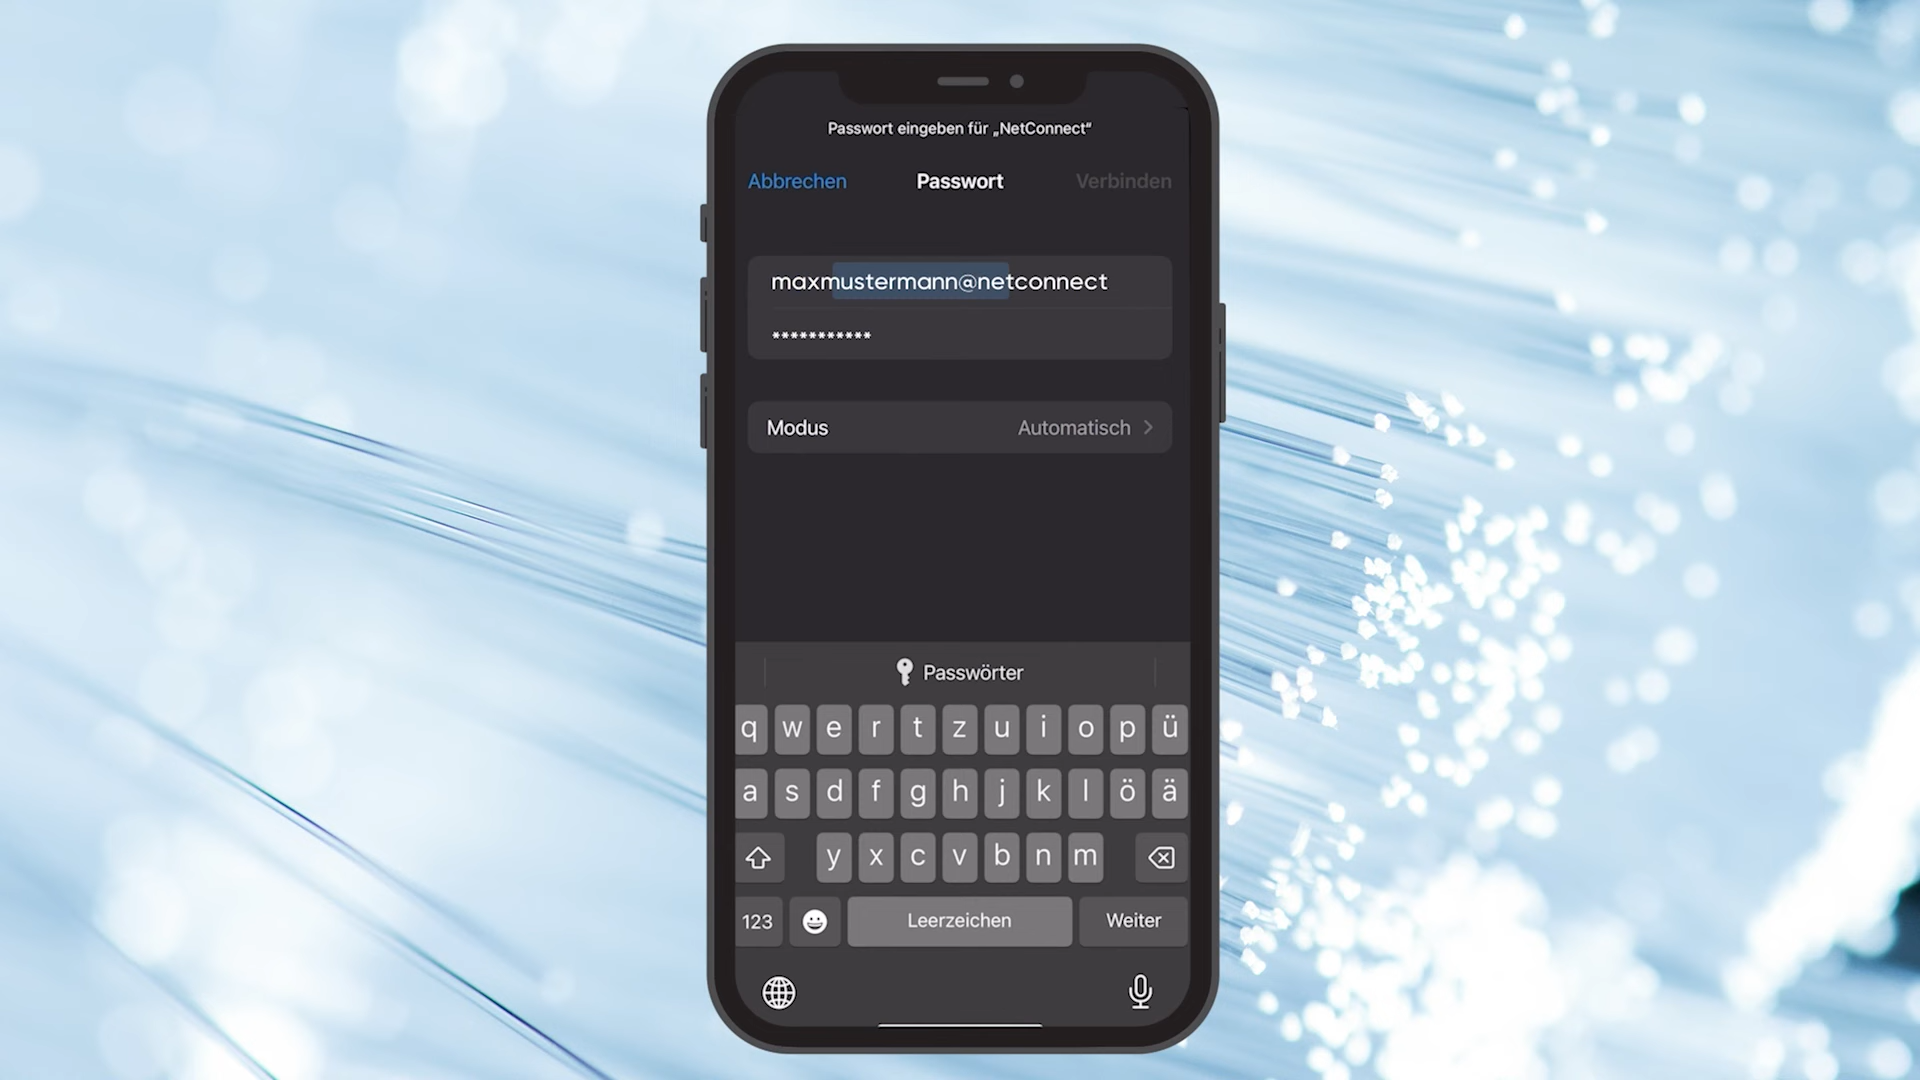 Passwort eingeben für „NetConnect“
Abbrechen Passwort Verbinden
maxmustermann@netconnect
***********
Modus Automatisch
Passwörter
q w e r t z u i o p ü
a s d f g h j k l ö ä
y x c v b n m
123 Leerzeichen Weiter